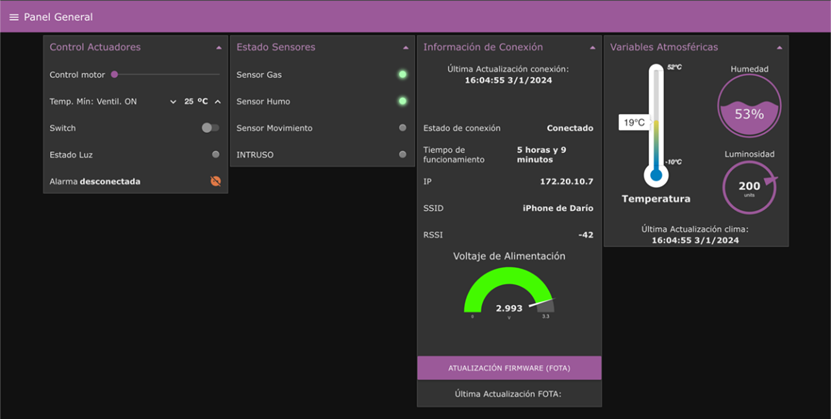 Panel General
Control Actuadores
Control motor
Temp. Mín: Ventil. ON 25 ºC
Switch
Estado Luz
Alarma desconectada
Estado Sensores
Sensor Gas
Sensor Humo
Sensor Movimiento
INTRUSO
Información de Conexión
Última Actualización conexión:
16:04:55 3/1/2024
Estado de conexión Conectado
Tiempo de funcionamiento 5 horas y 9 minutos
IP 172.20.10.7
SSID iPhone de Darío
RSSI -42
Voltaje de Alimentación
2.993
0 V 3.3
ATUALIZACIÓN FIRMWARE (FOTA)
Última Actualización FOTA:
Variables Atmosféricas
52ºC
19°C
-10°C
Temperatura
Humedad
53%
Luminosidad
200
units
Última Actualización clima:
16:04:55 3/1/2024